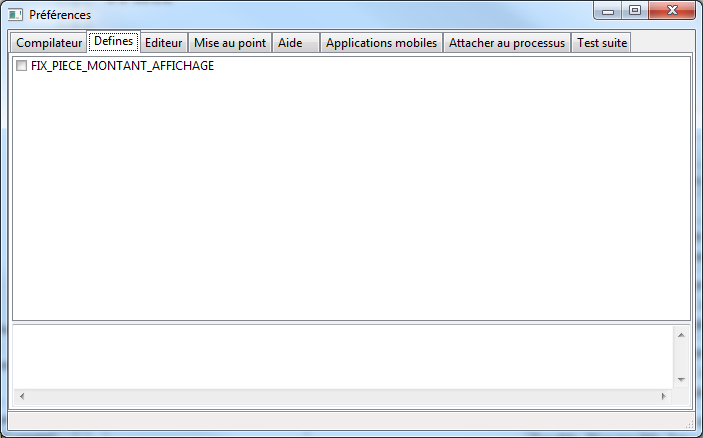 Préférences
Compilateur Defines Editeur Mise au point Aide Applications mobiles Attacher au processus Test suite
FIX_PIECE_MONTANT_AFFICHAGE